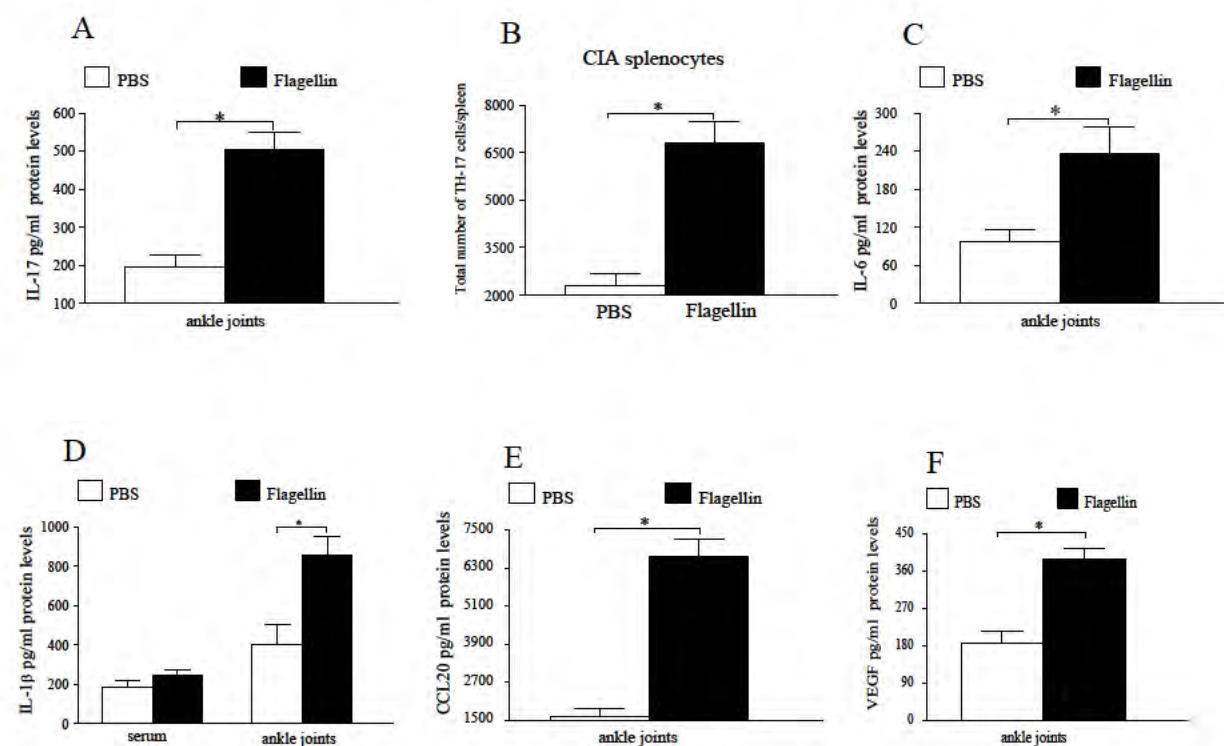 A
PBS
Flagellin
*
600
500
400
300
200
100
IL-17 pg/ml protein levels
ankle joints
B
CIA splenocytes
*
8000
6500
5000
3500
2000
Total number of TH-17 cells/spleen
PBS
Flagellin
C
PBS
Flagellin
*
300
240
180
120
60
0
IL-6 pg/ml protein levels
ankle joints
D
PBS
Flagellin
*
1000
800
600
400
200
0
IL-1β pg/ml protein levels
serum
ankle joints
E
PBS
Flagellin
*
7500
6300
5100
3900
2700
1500
CCL20 pg/ml protein levels
ankle joints
F
PBS
Flagellin
*
450
360
270
180
90
0
VEGF pg/ml protein levels
ankle joints